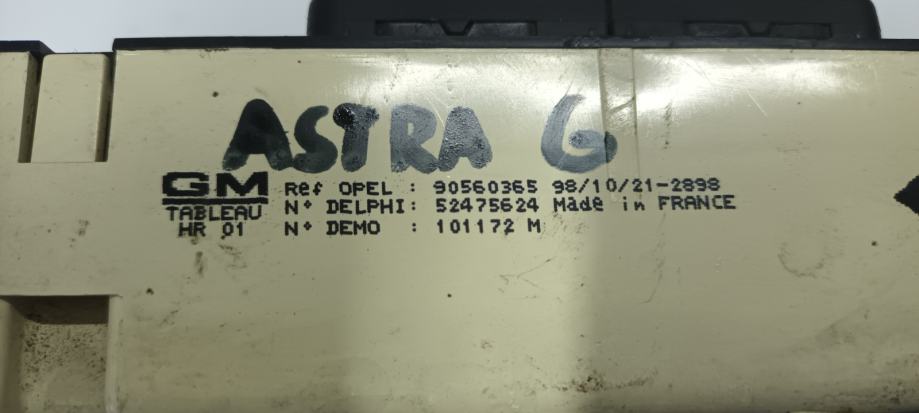 ASTRA G
GM Ref OPEL : 90560365 98/10/21-2898
TABLEAU N° DELPHI: 52475624 Made in FRANCE
HR 01 N° DEMO : 101172 M